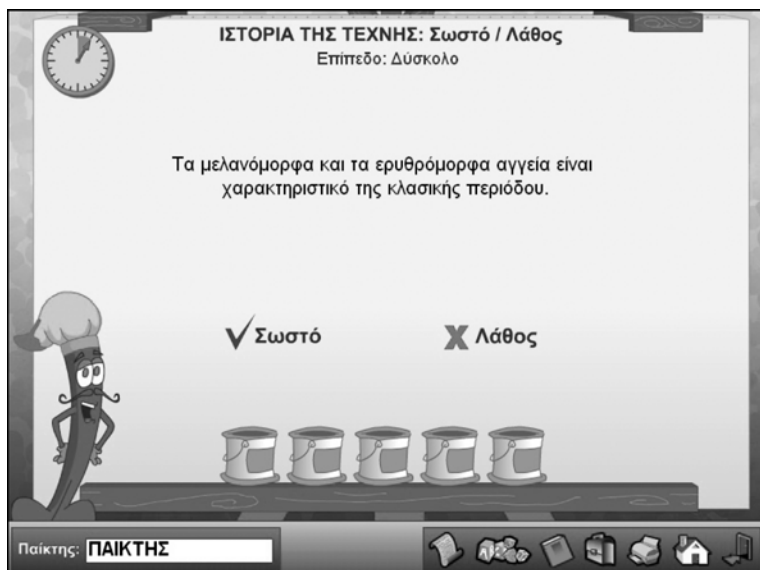 ΙΣΤΟΡΙΑ ΤΗΣ ΤΕΧΝΗΣ: Σωστό / Λάθος
Επίπεδο: Δύσκολο
Τα μελανόμορφα και τα ερυθρόμορφα αγγεία είναι
χαρακτηριστικό της κλασικής περιόδου.
Σωστό
Λάθος
Παίκτης: ΠΑΙΚΤΗΣ